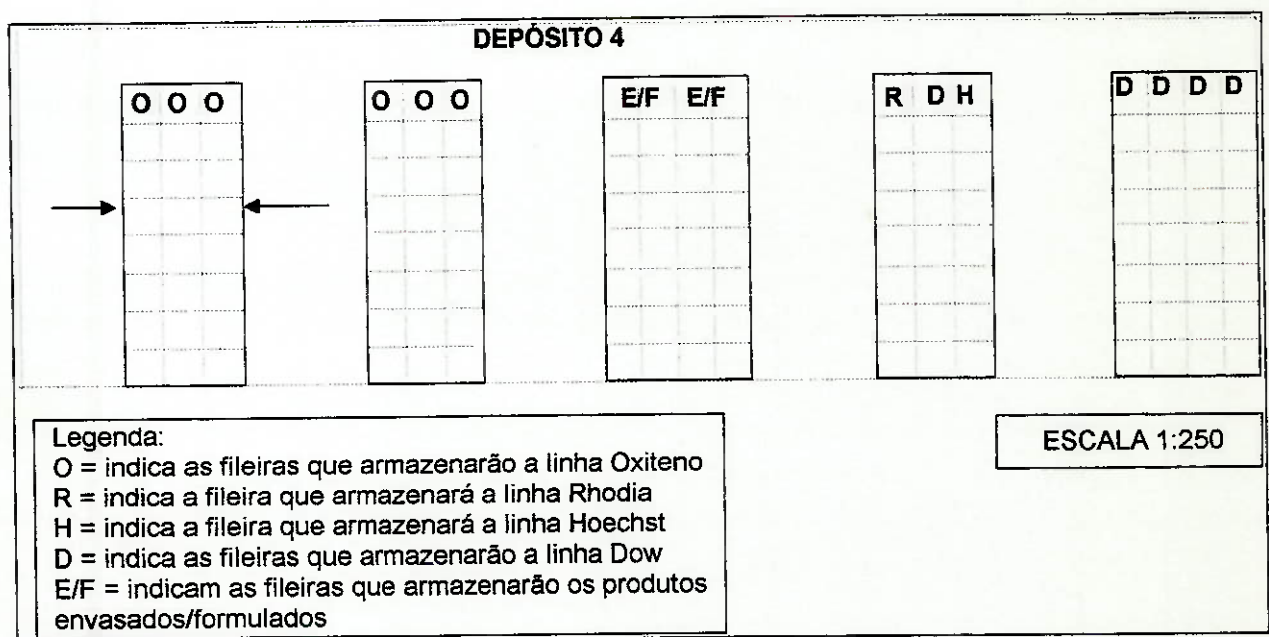 DEPÓSITO 4
O O O
O O O
E/F E/F
R D H
D D D D
Legenda:
O = indica as fileiras que armazenarão a linha Oxiteno
R = indica a fileira que armazenará a linha Rhodia
H = indica a fileira que armazenará a linha Hoechst
D = indica as fileiras que armazenarão a linha Dow
E/F = indicam as fileiras que armazenarão os produtos
envasados/formulados
ESCALA 1:250